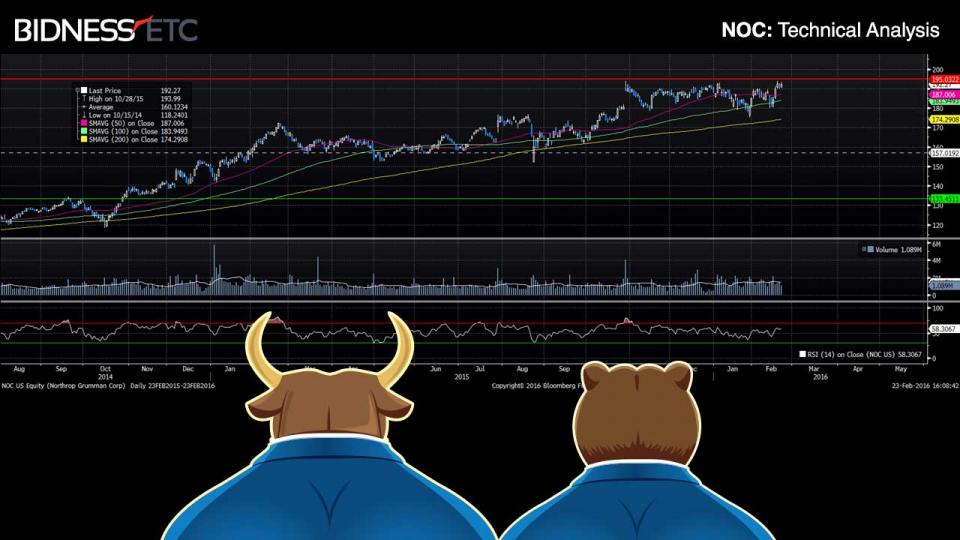 BIDNESS ETC
NOC: Technical Analysis
Last Price 192.27
High on 10/28/15 193.99
Average 160.1234
Low on 10/15/14 118.2401
SMAVG (50) on Close 187.006
SMAVG (100) on Close 183.9493
SMAVG (200) on Close 174.2908
200
195.0322
192.27
187.006
183.9493
180
174.2908
170
160
157.0192
150
140
133.4511
130
120
Volume 1.089M
6M
4M
1.089M
0
100
58.3067
0
RSI (14) on Close (NOC US) 58.3067
Aug Sep Oct Nov Dec Jan Jun Jul Aug Sep Oct Jan Feb Mar Apr May
2014 2015 2016
NOC US Equity (Northrop Grumman Corp) Daily 23FEB2015-23FEB2016
Copyright© 2016 Bloomberg
23-Feb-2016 16:08:42